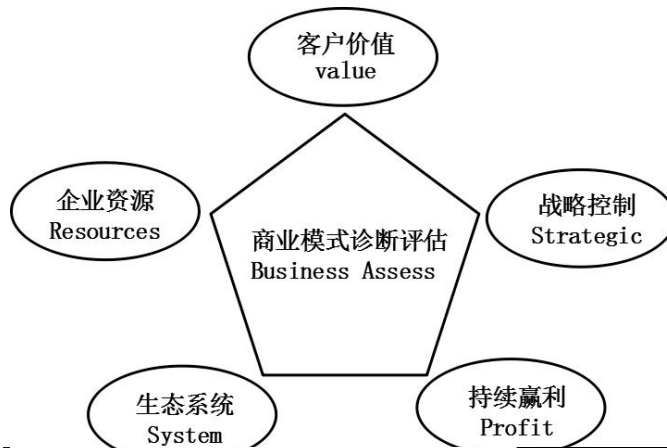 客户价值
value
企业资源
Resources
战略控制
Strategic
商业模式诊断评估
Business Assess
生态系统
System
持续赢利
Profit